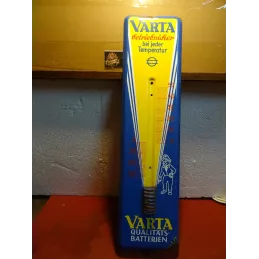 VARTA
Betriebssicher
bei jeder
Temperatur
VARTA
QUALITÄTS
BATTERIEN